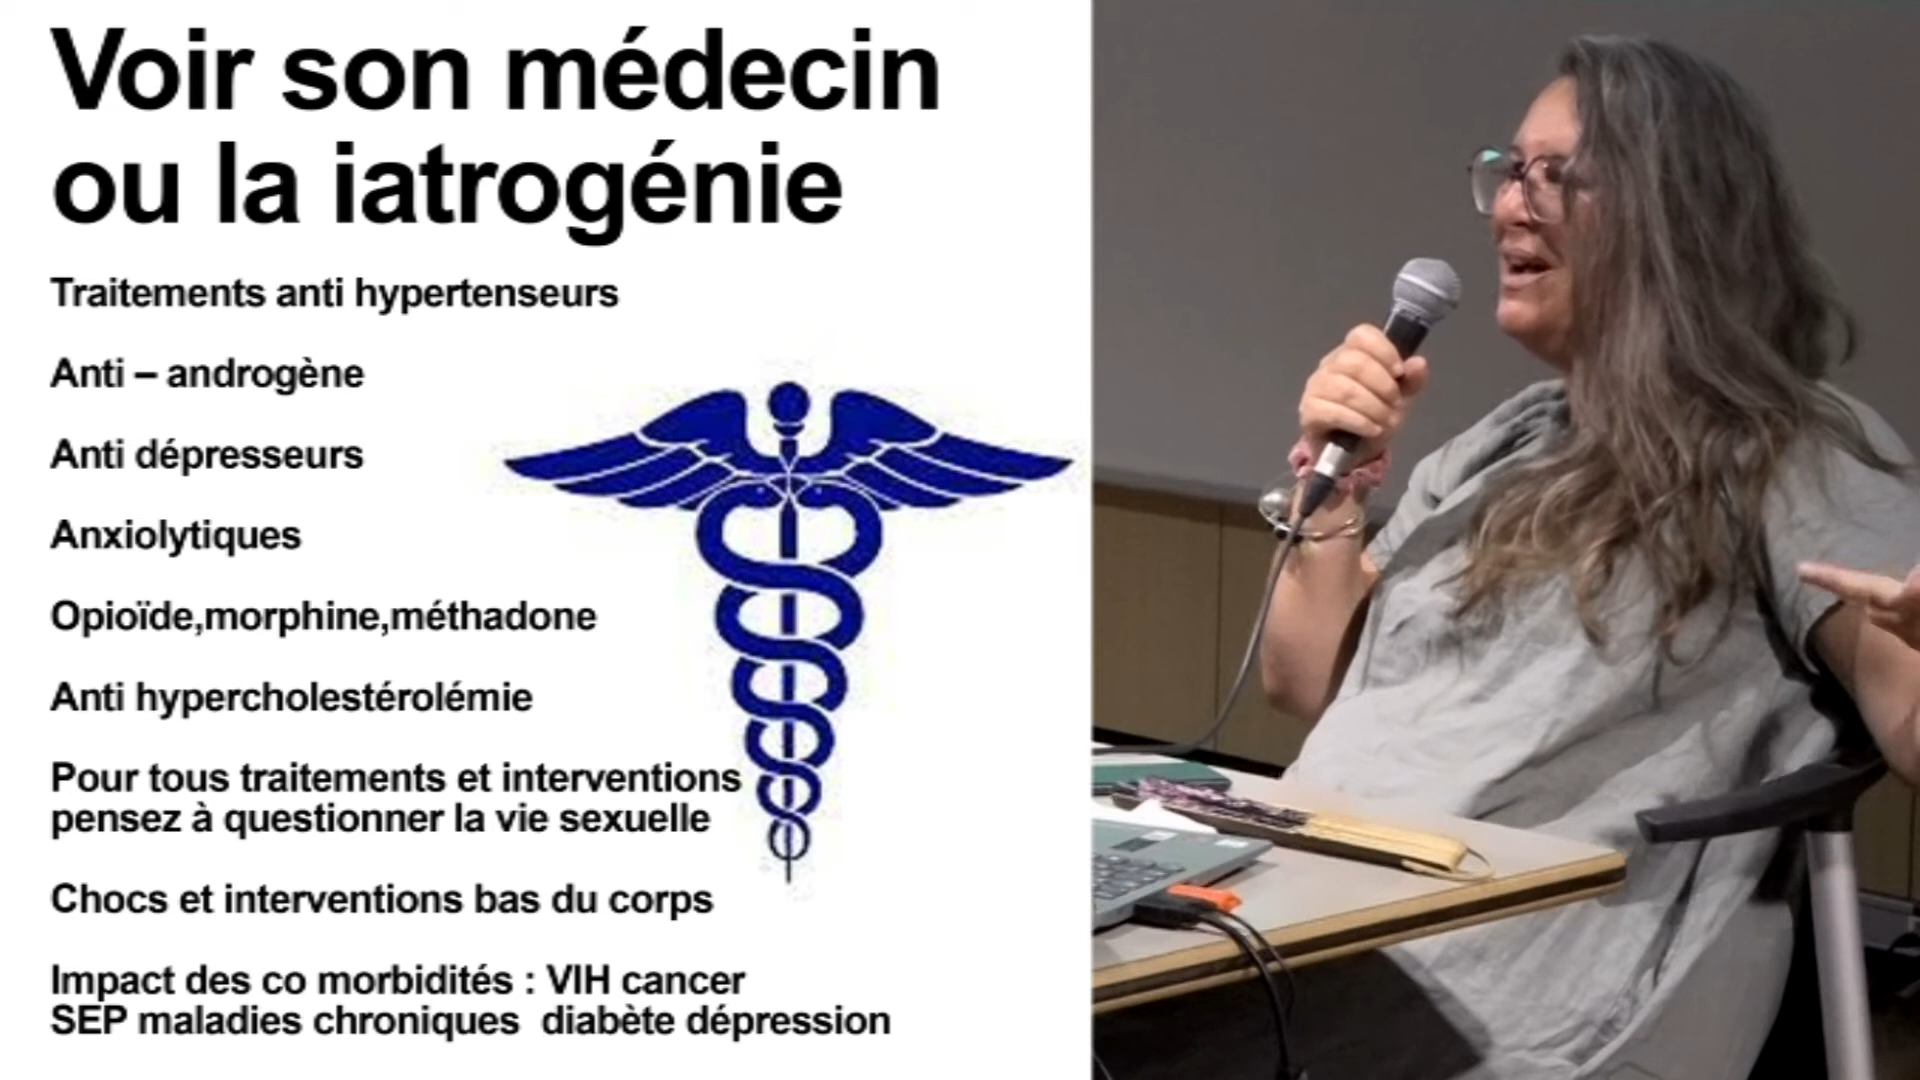 Voir son médecin
ou la iatrogénie
Traitements anti hypertenseurs
Anti – androgène
Anti dépresseurs
Anxiolytiques
Opioïde,morphine,méthadone
Anti hypercholestérolémie
Pour tous traitements et interventions
pensez à questionner la vie sexuelle
Chocs et interventions bas du corps
Impact des co morbidités : VIH cancer
SEP maladies chroniques  diabète dépression